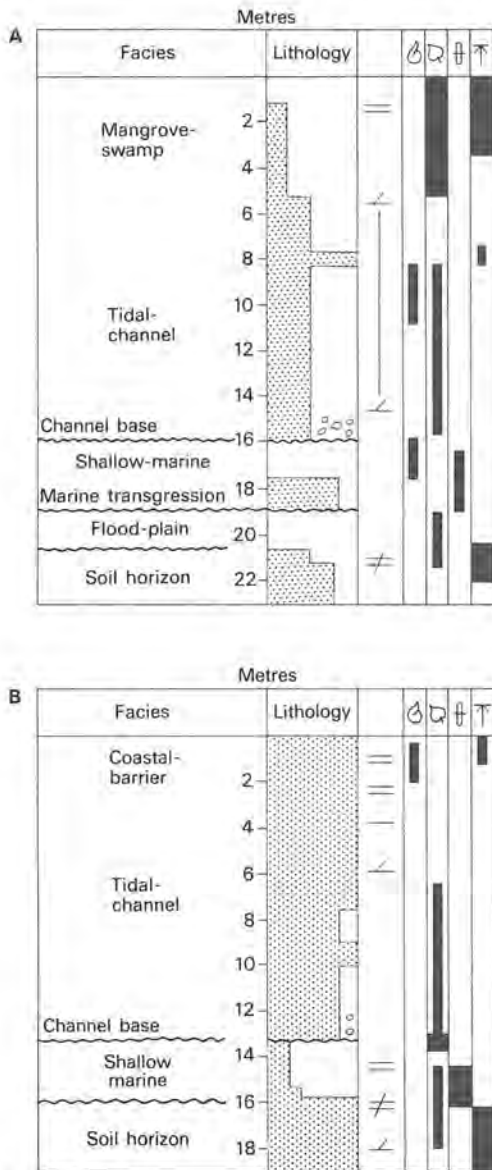 Metres
A
Facies
Lithology
Mangrove-
swamp
2
4
6
8
Tidal-
channel
10
12
14
Channel base
16
Shallow-marine
Marine transgression
18
Flood-plain
20
Soil horizon
22
Metres
B
Facies
Lithology
Coastal-
barrier
2
4
Tidal-
channel
6
8
10
12
Channel base
Shallow
marine
14
16
Soil horizon
18